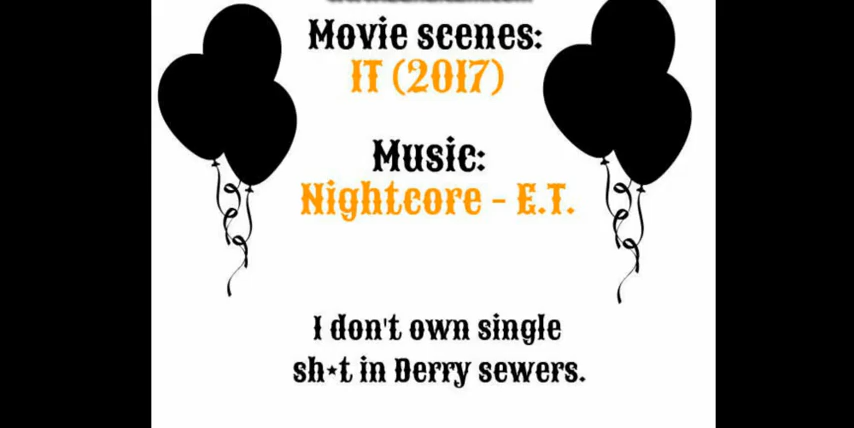 Movie scenes:
IT (2017)
Music:
Nightcore - E.T.
I don't own single
sh*t in Derry sewers.